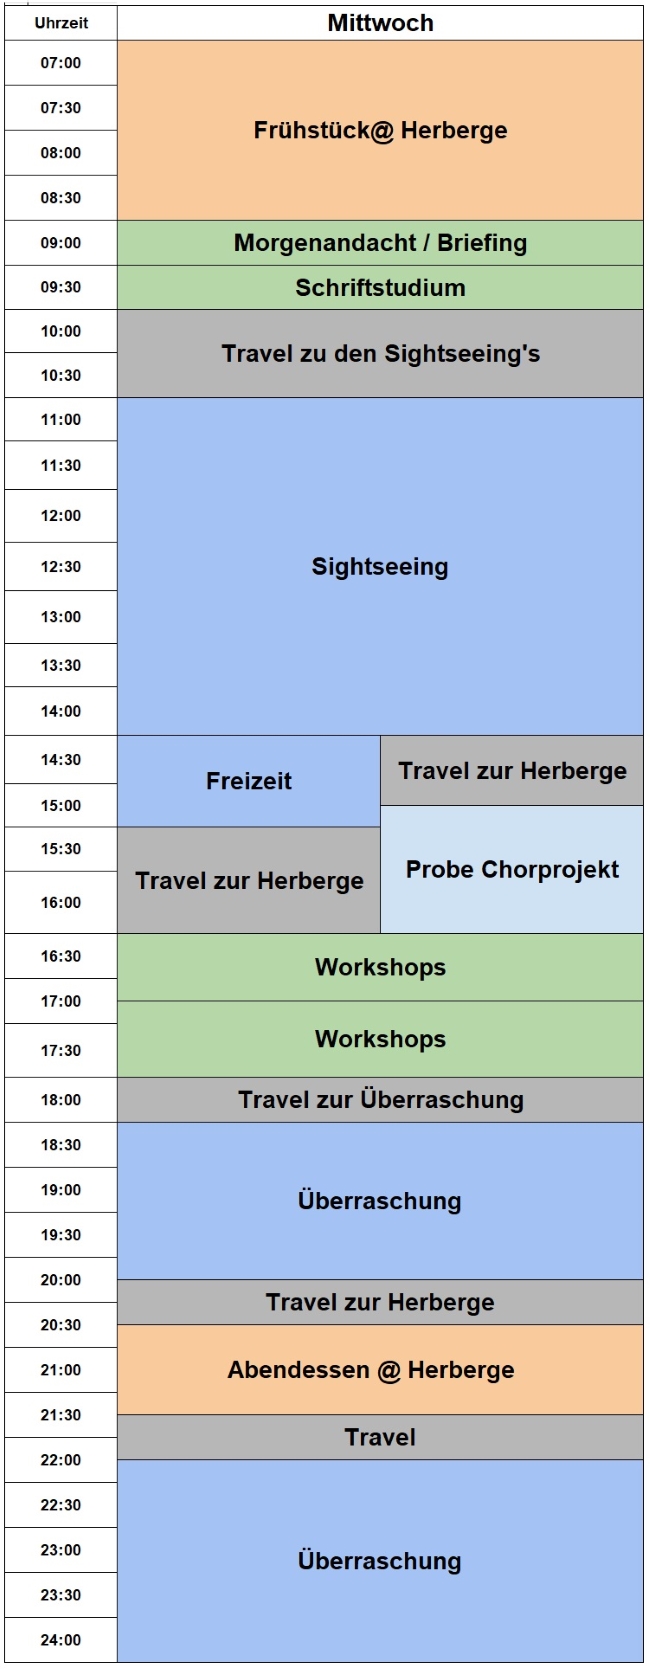 Uhrzeit Mittwoch
07:00
07:30
Frühstück@ Herberge
08:00
08:30
09:00 Morgenandacht / Briefing
09:30 Schriftstudium
10:00
Travel zu den Sightseeing's
10:30
11:00
11:30
12:00
12:30 Sightseeing
13:00
13:30
14:00
14:30
Freizeit Travel zur Herberge
15:00
15:30
Travel zur Herberge Probe Chorprojekt
16:00
16:30 Workshops
17:00
17:30 Workshops
18:00 Travel zur Überraschung
18:30
19:00 Überraschung
19:30
20:00
Travel zur Herberge
20:30
21:00 Abendessen @ Herberge
21:30
Travel
22:00
22:30
23:00 Überraschung
23:30
24:00